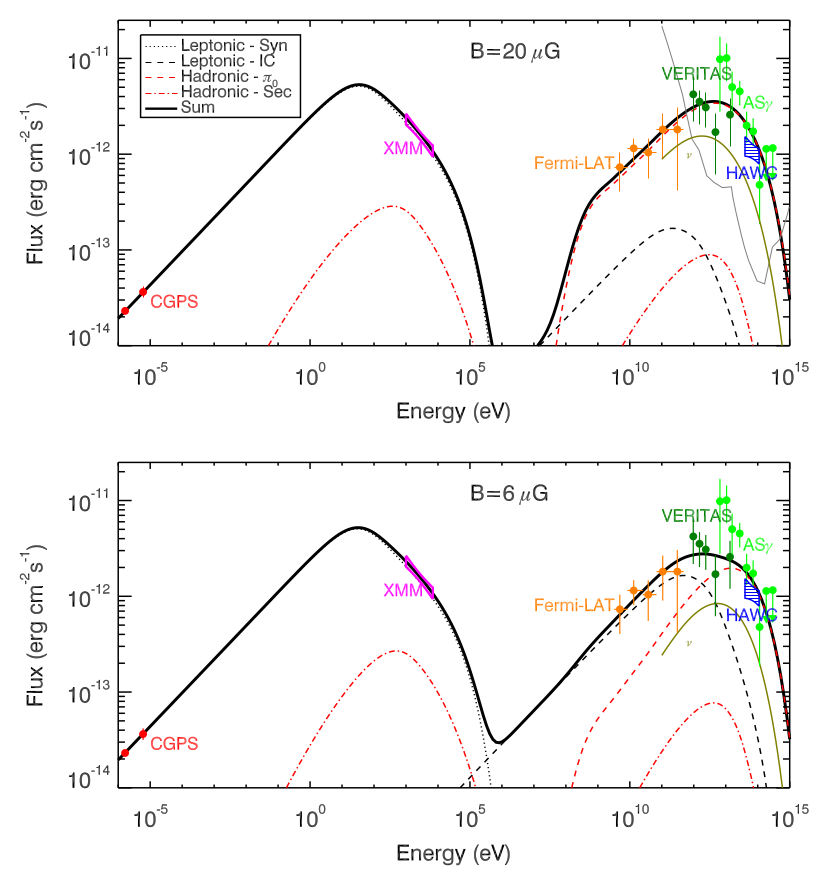 10⁻¹¹
Leptonic - Syn
Leptonic - IC
Hadronic - π₀
Hadronic - Sec
Sum
B=20 μG
VERITAS
ASγ
10⁻¹²
XMM
Fermi-LAT
ν
HAWC
Flux (erg cm⁻²s⁻¹)
10⁻¹³
CGPS
10⁻¹⁴
10⁻⁵ 10⁰ 10⁵ 10¹⁰ 10¹⁵
Energy (eV)
B=6 μG
10⁻¹¹
VERITAS
ASγ
10⁻¹²
XMM
Fermi-LAT
HAWC
ν
Flux (erg cm⁻²s⁻¹)
10⁻¹³
CGPS
10⁻¹⁴
10⁻⁵ 10⁰ 10⁵ 10¹⁰ 10¹⁵
Energy (eV)